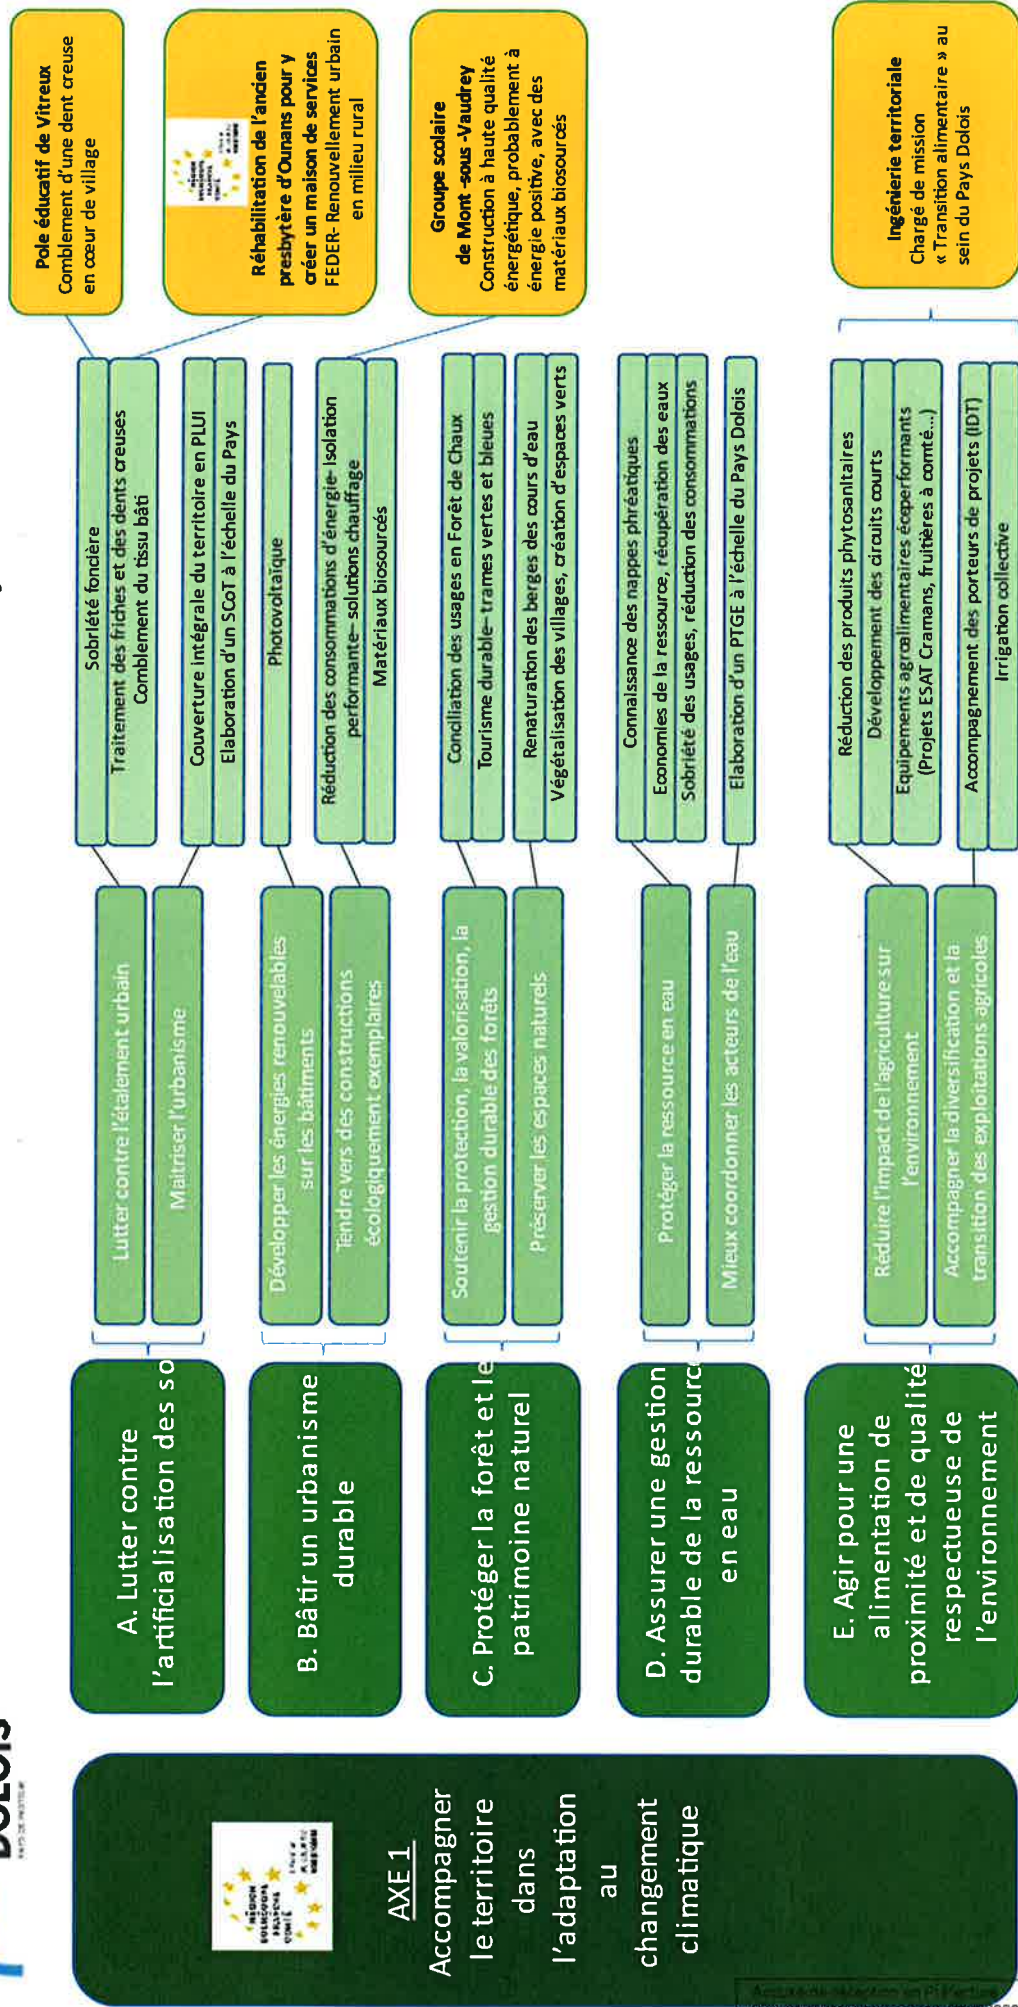 DOLOIS
RÉGION
BOURGOGNE
FRANCHE
COMTÉ
AXE 1
Accompagner
le territoire
dans
l'adaptation
au
changement
climatique
A. Lutter contre
l'artificialisation des so
Lutter contre l'étalement urbain
Maitriser l'urbanisme
Sobriété foncière
Traitement des friches et des dents creuses
Comblement du tissu bâti
Couverture intégrale du territoire en PLUI
Elaboration d'un SCoT à l'échelle du Pays
Pole éducatif de Vitreux
Comblement d'une dent creuse
en cœur de village
RÉGION
BOURGOGNE
FRANCHE
COMTÉ
Réhabilitation de l'ancien
presbytère d'Ounans pour y
créer un maison de services
FEDER- Renouvellement urbain
en milieu rural
B. Bâtir un urbanisme
durable
Développer les énergies renouvelables
sur les bâtiments
Tendre vers des constructions
écologiquement exemplaires
Photovoltaïque
Réduction des consommations d'énergie- Isolation
performante- solutions chauffage
Matériaux biosourcés
Groupe scolaire
de Mont -sous -Vaudrey
Construction à haute qualité
énergétique, probablement à
énergie positive, avec des
matériaux biosourcés
C. Protéger la forêt et le
patrimoine naturel
Soutenir la protection, la valorisation, la
gestion durable des forêts
Préserver les espaces naturels
Conciliation des usages en Forêt de Chaux
Tourisme durable- trames vertes et bleues
Renaturation des berges des cours d'eau
Végétalisation des villages, création d'espaces verts
D. Assurer une gestion
durable de la ressourc
en eau
Protéger la ressource en eau
Mieux coordonner les acteurs de l'eau
Connaissance des nappes phréatiques
Economies de la ressource, récupération des eaux
Sobriété des usages, réduction des consommations
Elaboration d'un PTGE à l'échelle du Pays Dolois
E. Agir pour une
alimentation de
proximité et de qualité
respectueuse de
l'environnement
Réduire l'impact de l'agriculture sur
l'environnement
Accompagner la diversification et la
transition des exploitations agricoles
Réduction des produits phytosanitaires
Développement des circuits courts
Equipements agroalimentaires écoperformants
(Projets ESAT Cramans, fruitières à comté...)
Accompagnement des porteurs de projets (IDT)
Irrigation collective
Ingénierie territoriale
Chargé de mission
« Transition alimentaire » au
sein du Pays Dolois
Accusé de réception en Préfecture